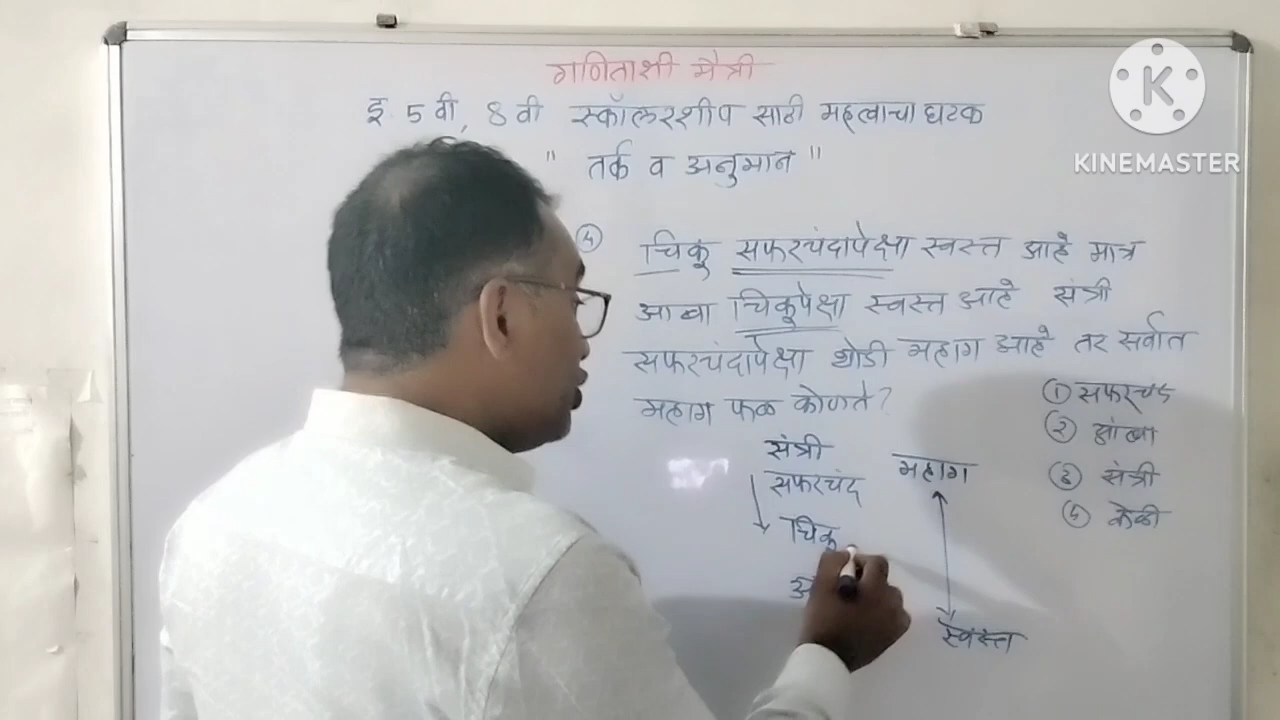 गणिताशी मैत्री
इ. 5 वी, 8 वी स्कॉलरशीप साठी महत्वाचा घटक
" तर्क व अनुमान "
५ चिकू सफरचंदापेक्षा स्वस्त आहे मात्र
आंबा चिकूपेक्षा स्वस्त आहे संत्री
सफरचंदापेक्षा थोडी महाग आहे तर सर्वात
महाग फळ कोणते?
① सफरचंद
② आंब्बा
③ संत्री
④ केळी
संत्री
सफरचंद
चिकू
महाग
स्वस्त
K
KINEMASTER